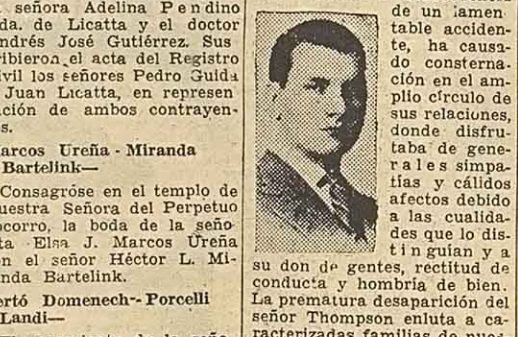 señora Adelina Pendino
da. de Licatta y el doctor
ndrés José Gutiérrez. Sus
ribieron el acta del Registro
ivil los señores Pedro Guida
Juan Licatta, en represen
ación de ambos contrayen-
s.
arcos Ureña - Miranda
Bartelink—
Consagróse en el templo de
uestra Señora del Perpetuo
ocorro, la boda de la seño-
ta Elsa J. Marcos Ureña
n el señor Héctor L. Mi-
nda Bartelink.
ertó Domenech-- Porcelli
Landi—
de un lamen
table acciden-
te, ha causa-
do consterna-
ción en el am-
plio círculo de
sus relaciones,
donde disfru-
taba de gene-
rales simpa-
tías y cálidos
afectos debido
a las cualida-
des que lo dis-
tinguían y a
su don de gentes, rectitud de
conducta y hombría de bien.
La prematura desaparición del
señor Thompson enluta a ca-
racterizadas familias de nues-